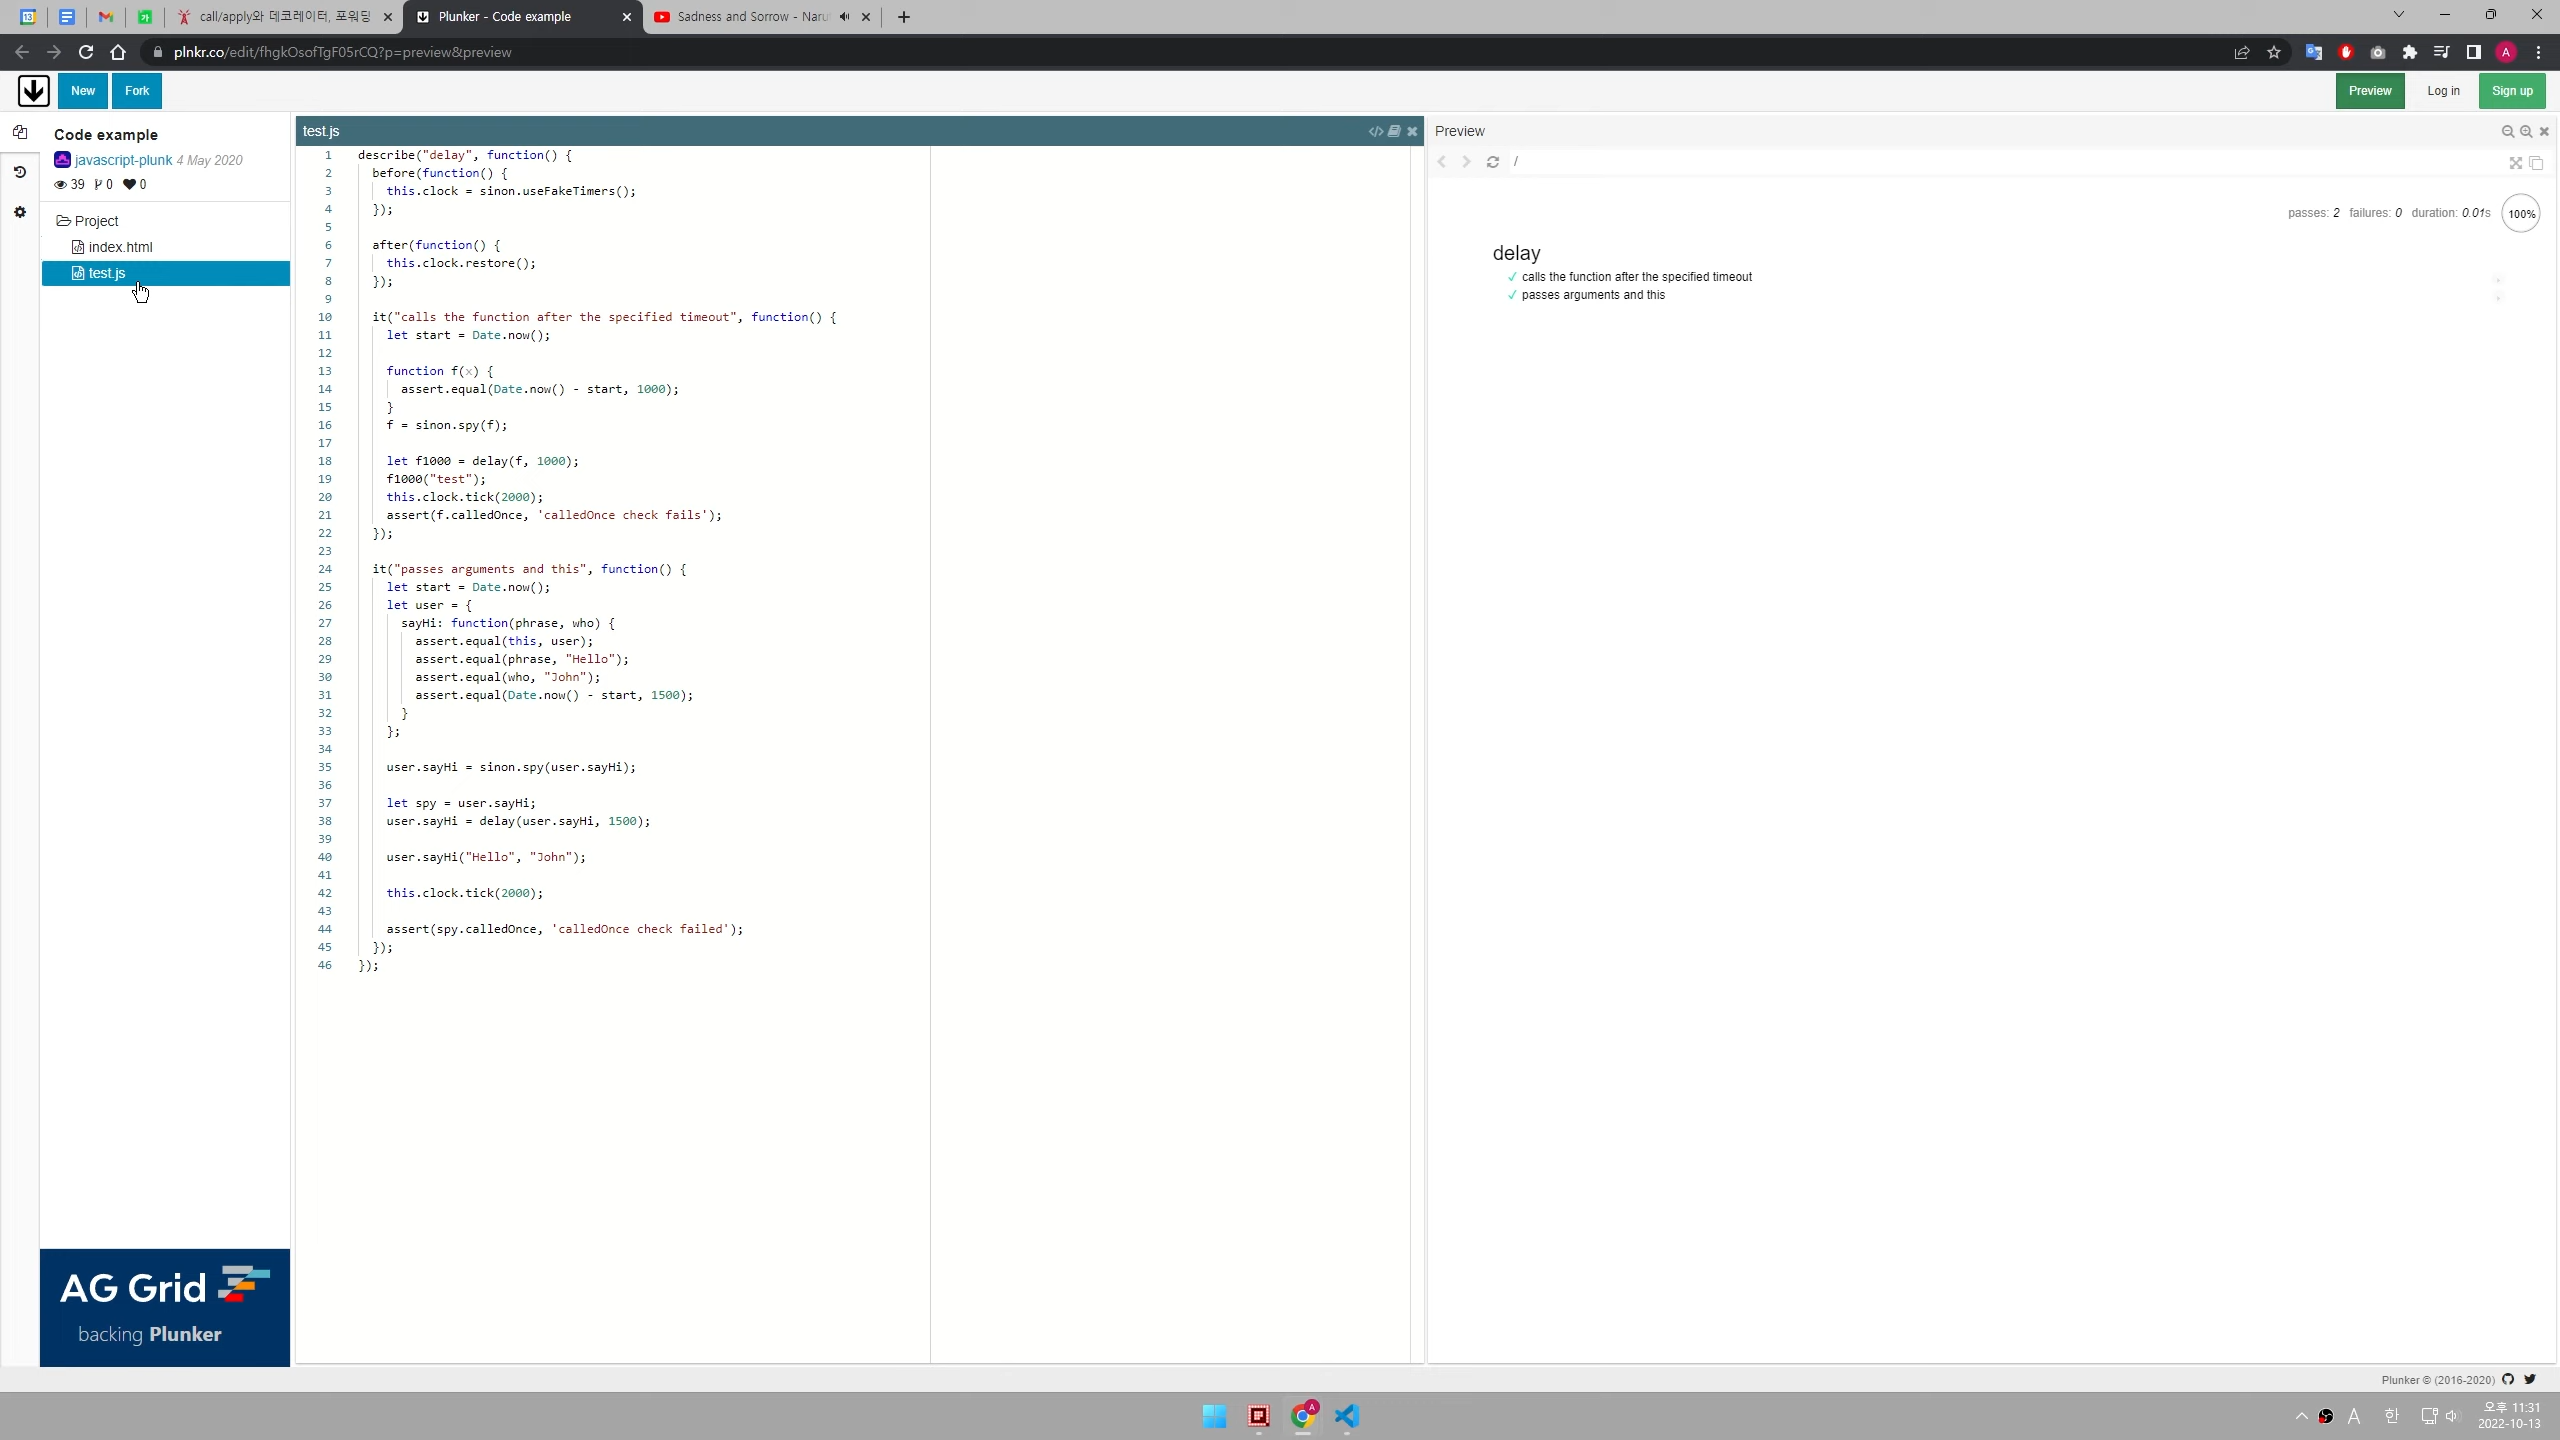 call/apply와 데코레이터, 포워딩
Plunker - Code example
Sadness and Sorrow - Naru
plnkr.co/edit/fhgkOsofTgF05rCQ?p=preview&preview
New
Fork
Preview
Log in
Sign up
Code example
javascript-plunk 4 May 2020
39 0 0
Project
index.html
test.js
AG Grid
backing Plunker
test.js
1 describe("delay", function() {
2 before(function() {
3 this.clock = sinon.useFakeTimers();
4 });
5
6 after(function() {
7 this.clock.restore();
8 });
9
10 it("calls the function after the specified timeout", function() {
11 let start = Date.now();
12
13 function f(x) {
14 assert.equal(Date.now() - start, 1000);
15 }
16 f = sinon.spy(f);
17
18 let f1000 = delay(f, 1000);
19 f1000("test");
20 this.clock.tick(2000);
21 assert(f.calledOnce, 'calledOnce check fails');
22 });
23
24 it("passes arguments and this", function() {
25 let start = Date.now();
26 let user = {
27 sayHi: function(phrase, who) {
28 assert.equal(this, user);
29 assert.equal(phrase, "Hello");
30 assert.equal(who, "John");
31 assert.equal(Date.now() - start, 1500);
32 }
33 };
34
35 user.sayHi = sinon.spy(user.sayHi);
36
37 let spy = user.sayHi;
38 user.sayHi = delay(user.sayHi, 1500);
39
40 user.sayHi("Hello", "John");
41
42 this.clock.tick(2000);
43
44 assert(spy.calledOnce, 'calledOnce check failed');
45 });
46 });
Preview
/
passes: 2 failures: 0 duration: 0.01s 100%
delay
✓ calls the function after the specified timeout
✓ passes arguments and this
Plunker © (2016-2020)
A 한
오후 11:31
2022-10-13